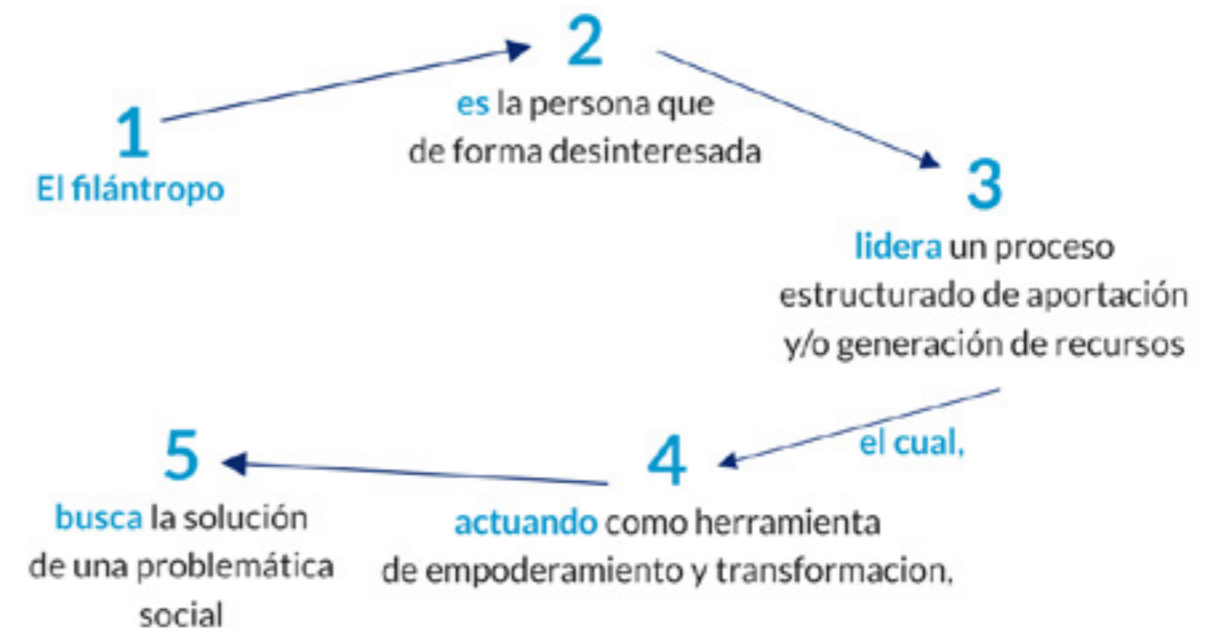 1
El filántropo
2
es la persona que
de forma desinteresada
3
lidera un proceso
estructurado de aportación
y/o generación de recursos
el cual,
4
actuando como herramienta
de empoderamiento y transformacion,
5
busca la solución
de una problemática
social